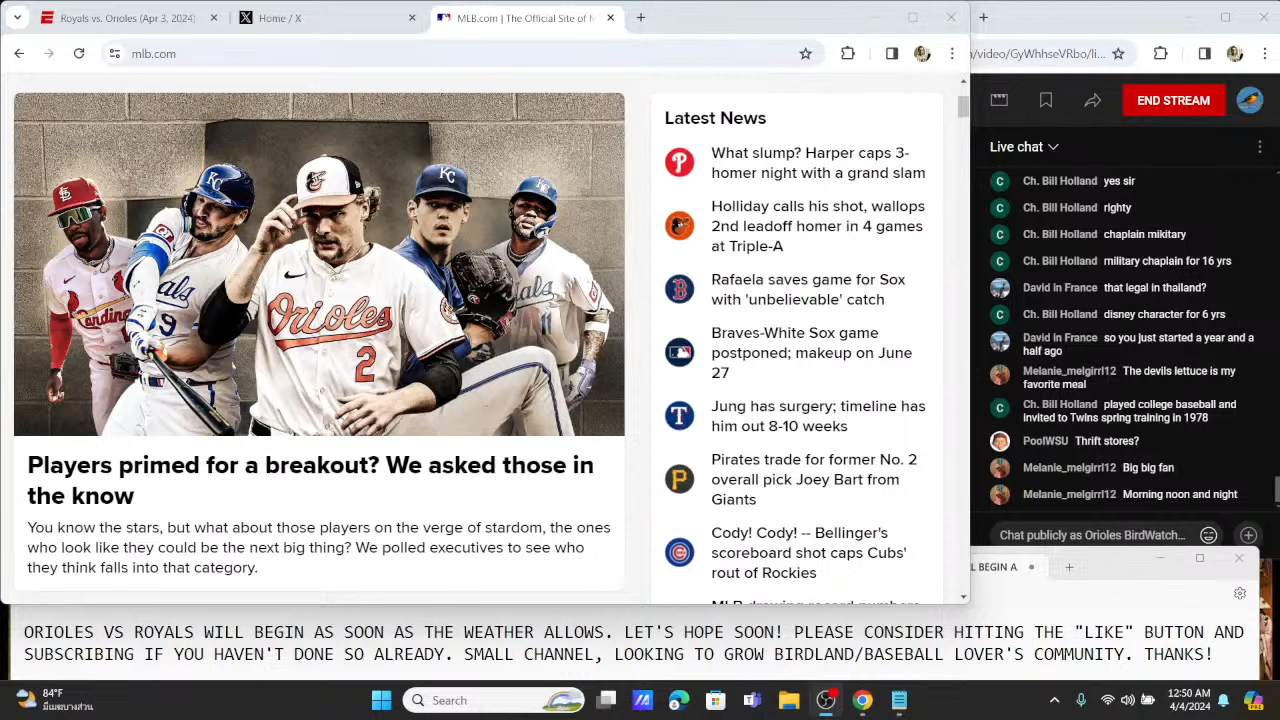 Royals vs. Orioles (Apr 3, 2024)
Home / X
MLB.com | The Official Site of M
mlb.com
/video/GyWhhseVRbo/li...
END STREAM
Live chat
Ch. Bill Holland yes sir
Ch. Bill Holland righty
Ch. Bill Holland chaplain mikitary
Ch. Bill Holland military chaplain for 16 yrs
David in France that legal in thailand?
Ch. Bill Holland disney character for 6 yrs
David in France so you just started a year and a
half ago
Melanie_melgirrl12 The devils lettuce is my
favorite meal
Ch. Bill Holland played college baseball and
invited to Twins spring training in 1978
PoolWSU Thrift stores?
Melanie_melgirrl12 Big big fan
Melanie_melgirrl12 Morning noon and night
Chat publicly as Orioles BirdWatch...
Orioles
2
Players primed for a breakout? We asked those in
the know
You know the stars, but what about those players on the verge of stardom, the ones
who look like they could be the next big thing? We polled executives to see who
they think falls into that category.
Latest News
What slump? Harper caps 3-
homer night with a grand slam
Holliday calls his shot, wallops
2nd leadoff homer in 4 games
at Triple-A
Rafaela saves game for Sox
with 'unbelievable' catch
Braves-White Sox game
postponed; makeup on June
27
Jung has surgery; timeline has
him out 8-10 weeks
Pirates trade for former No. 2
overall pick Joey Bart from
Giants
Cody! Cody! -- Bellinger's
scoreboard shot caps Cubs'
rout of Rockies
L BEGIN A
ORIOLES VS ROYALS WILL BEGIN AS SOON AS THE WEATHER ALLOWS. LET'S HOPE SOON! PLEASE CONSIDER HITTING THE "LIKE" BUTTON AND
SUBSCRIBING IF YOU HAVEN'T DONE SO ALREADY. SMALL CHANNEL, LOOKING TO GROW BIRDLAND/BASEBALL LOVER'S COMMUNITY. THANKS!
84°F
มีเมฆบางส่วน
Search
12:50 AM
4/4/2024